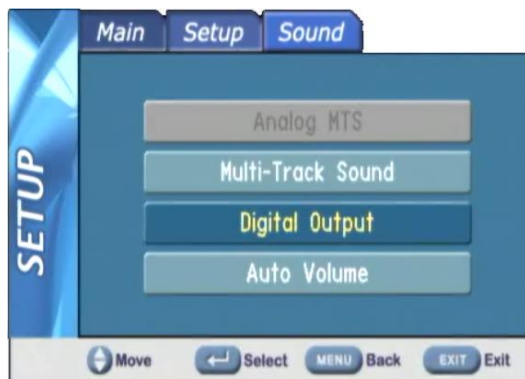 Main Setup Sound
SETUP
Analog MTS
Multi-Track Sound
Digital Output
Auto Volume
Move Select MENU Back EXIT Exit